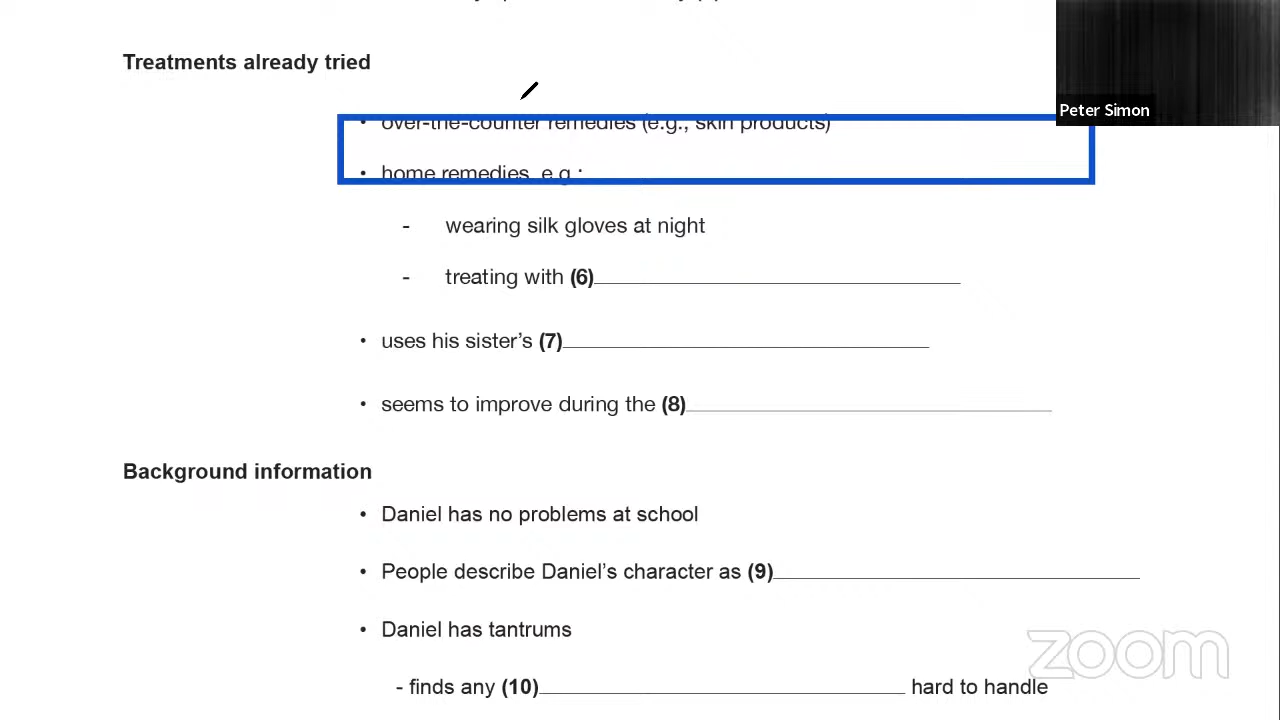 Treatments already tried
Peter Simon
• over-the-counter remedies (e.g., skin products)
• home remedies, e.g.:
- wearing silk gloves at night
- treating with (6)
• uses his sister's (7)
• seems to improve during the (8)
Background information
• Daniel has no problems at school
• People describe Daniel's character as (9)
• Daniel has tantrums
- finds any (10) hard to handle
zoom